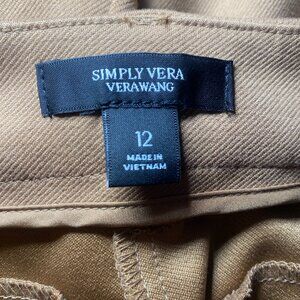 SIMPLY VERA
VERAWANG
12
MADE IN
VIETNAM